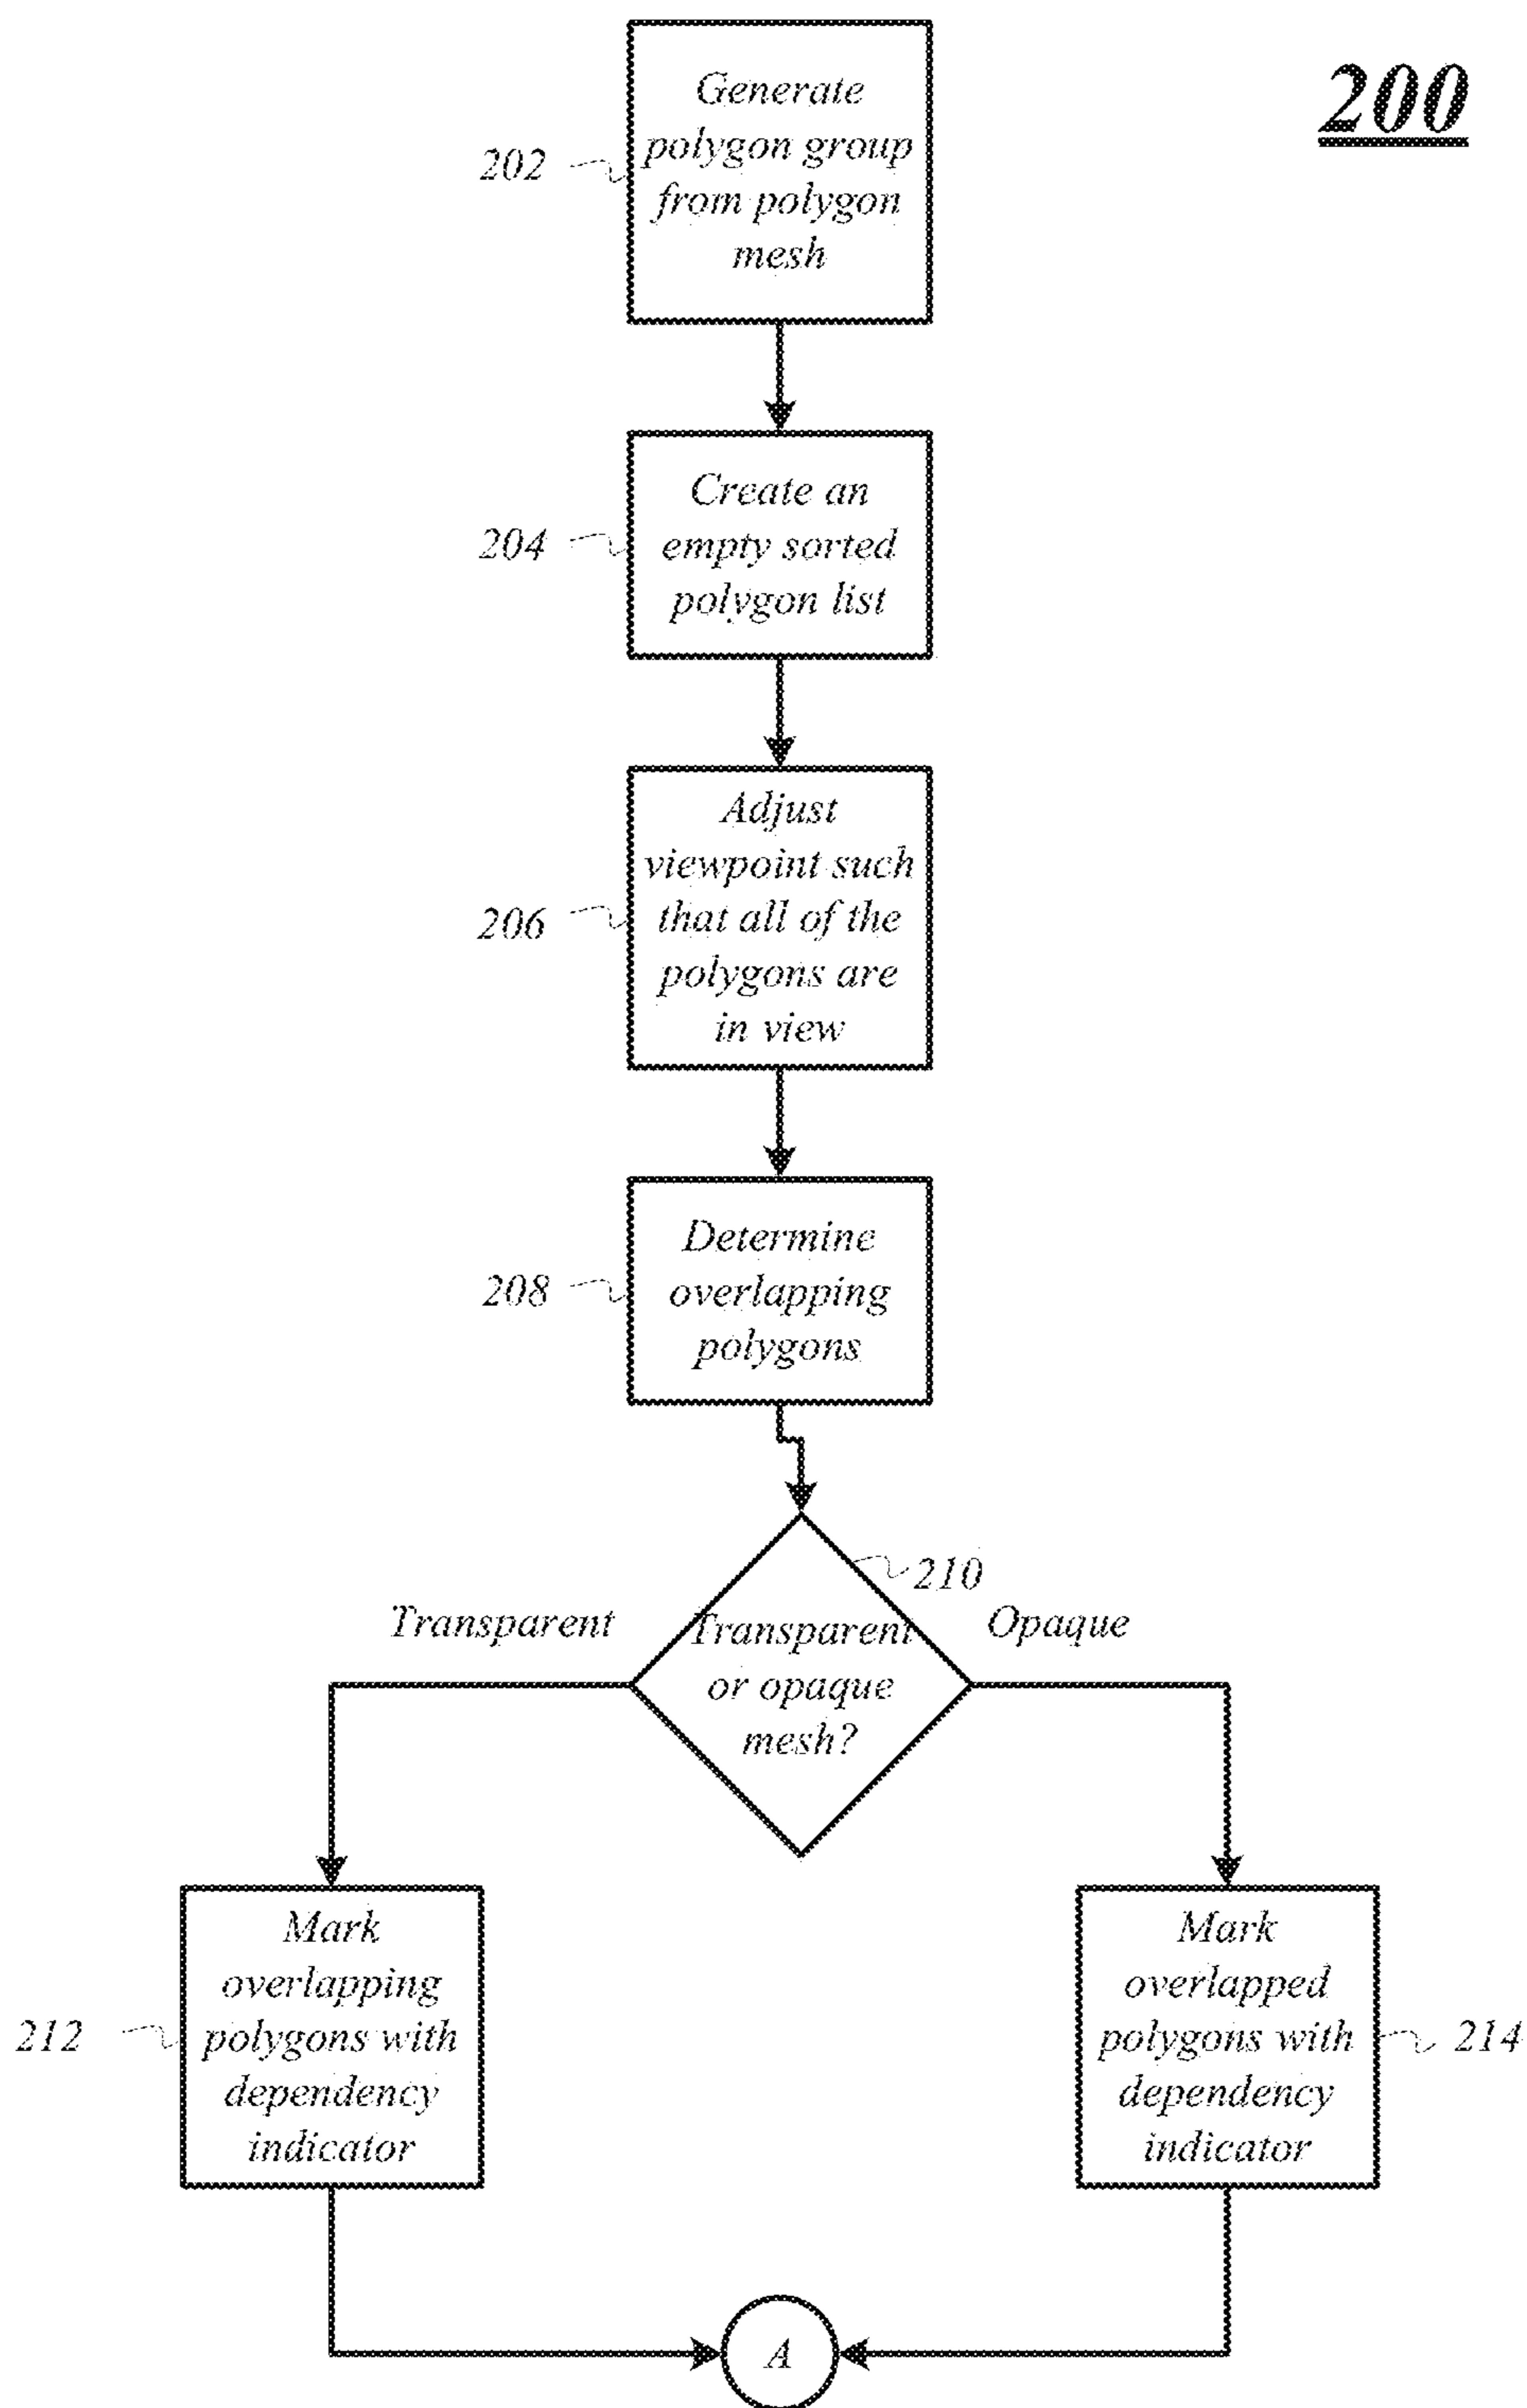 200
Generate
polygon group
from polygon
mesh
202
Create an
empty sorted
polygon list
204
Adjust
viewpoint such
that all of the
polygons are
in view
206
Determine
overlapping
polygons
208
210
Transparent
Opaque
Transparent
or opaque
mesh?
Mark
overlapping
polygons with
dependency
indicator
212
Mark
overlapped
polygons with
dependency
indicator
214
A